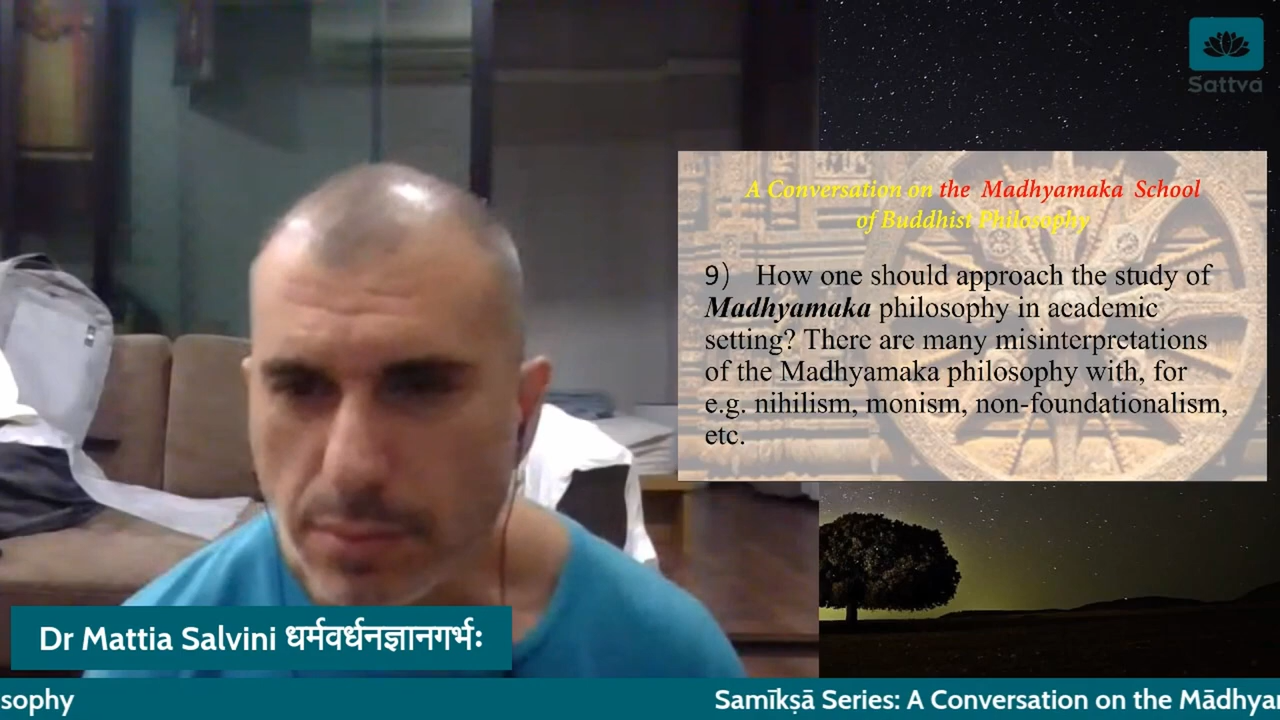 Sattva
A Conversation on the Madhyamaka School
of Buddhist Philosophy
9) How one should approach the study of
Madhyamaka philosophy in academic
setting? There are many misinterpretations
of the Madhyamaka philosophy with, for
e.g. nihilism, monism, non-foundationalism,
etc.
Dr Mattia Salvini धर्मवर्धनज्ञानगर्भः
sophy
Samīkṣā Series: A Conversation on the Mādhya